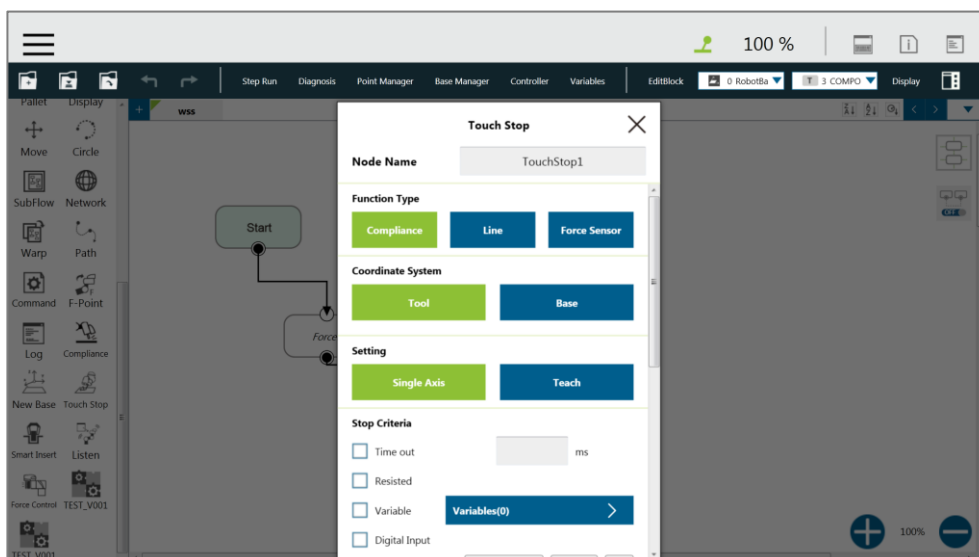 100 %
Step Run Diagnosis Point Manager Base Manager Controller Variables EditBlock 0 RobotBa T 3 COMPO Display
Pallet Display
wss
Move Circle
SubFlow Network
Warp Path
Command F-Point
Log Compliance
New Base Touch Stop
Smart Insert Listen
Force Control TEST_V001
TEST_V001
Start
Force
Touch Stop
Node Name TouchStop1
Function Type
Compliance Line Force Sensor
Coordinate System
Tool Base
Setting
Single Axis Teach
Stop Criteria
Time out ms
Resisted
Variable Variables(0)
Digital Input
OFF
100%